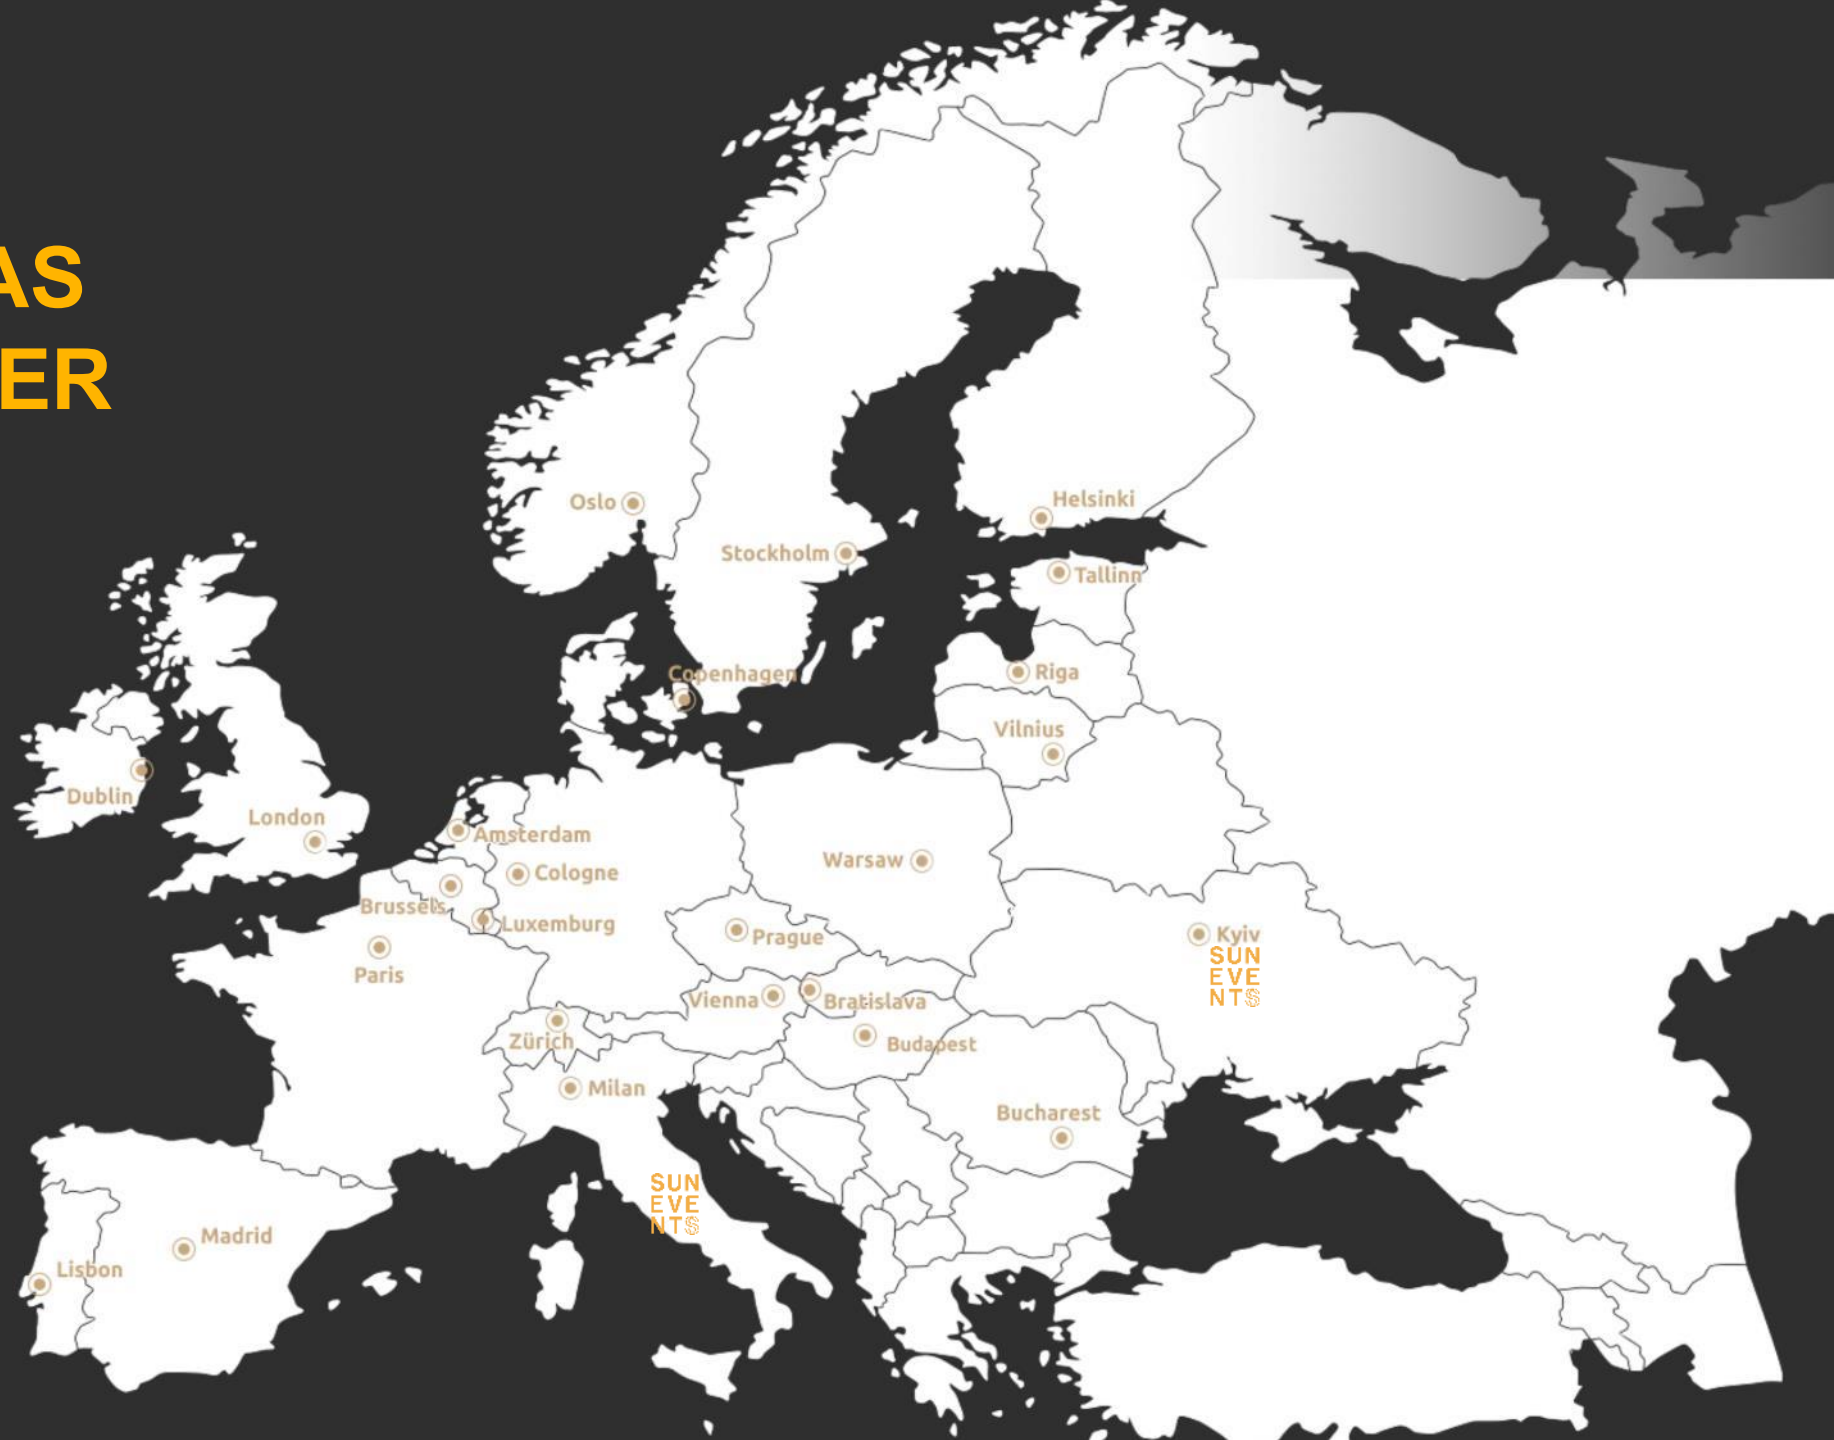 AS
ER
Oslo
Helsinki
Stockholm
Tallinn
Copenhagen
Riga
Vilnius
Dublin
London
Amsterdam
Warsaw
Cologne
Brussels
Luxemburg
Prague
Kyiv
SUN
EVE
NTS
Paris
Vienna
Bratislava
Zürich
Budapest
Milan
Bucharest
SUN
EVE
NTS
Madrid
Lisbon